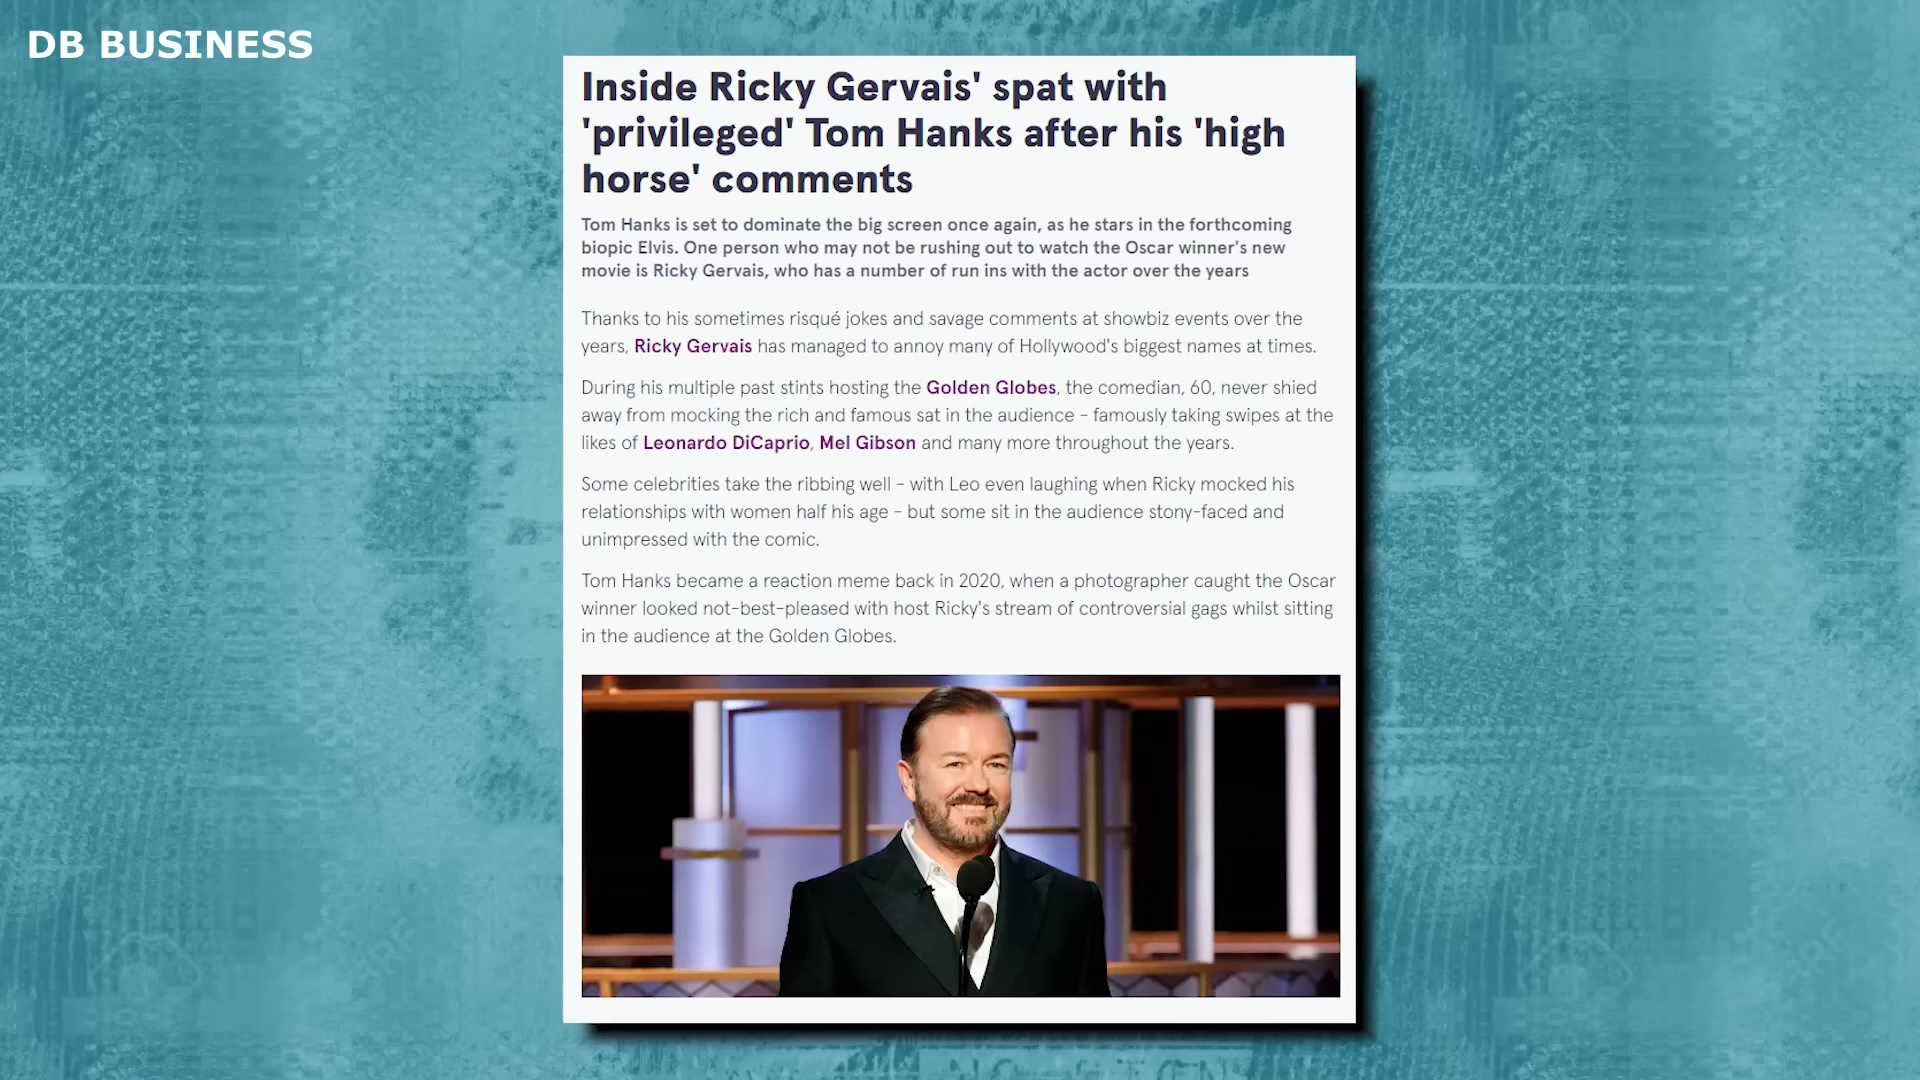 DB BUSINESS
Inside Ricky Gervais' spat with
'privileged' Tom Hanks after his 'high
horse' comments
Tom Hanks is set to dominate the big screen once again, as he stars in the forthcoming
biopic Elvis. One person who may not be rushing out to watch the Oscar winner's new
movie is Ricky Gervais, who has a number of run ins with the actor over the years
Thanks to his sometimes risqué jokes and savage comments at showbiz events over the
years, Ricky Gervais has managed to annoy many of Hollywood's biggest names at times.
During his multiple past stints hosting the Golden Globes, the comedian, 60, never shied
away from mocking the rich and famous sat in the audience - famously taking swipes at the
likes of Leonardo DiCaprio, Mel Gibson and many more throughout the years.
Some celebrities take the ribbing well - with Leo even laughing when Ricky mocked his
relationships with women half his age - but some sit in the audience stony-faced and
unimpressed with the comic.
Tom Hanks became a reaction meme back in 2020, when a photographer caught the Oscar
winner looked not-best-pleased with host Ricky's stream of controversial gags whilst sitting
in the audience at the Golden Globes.